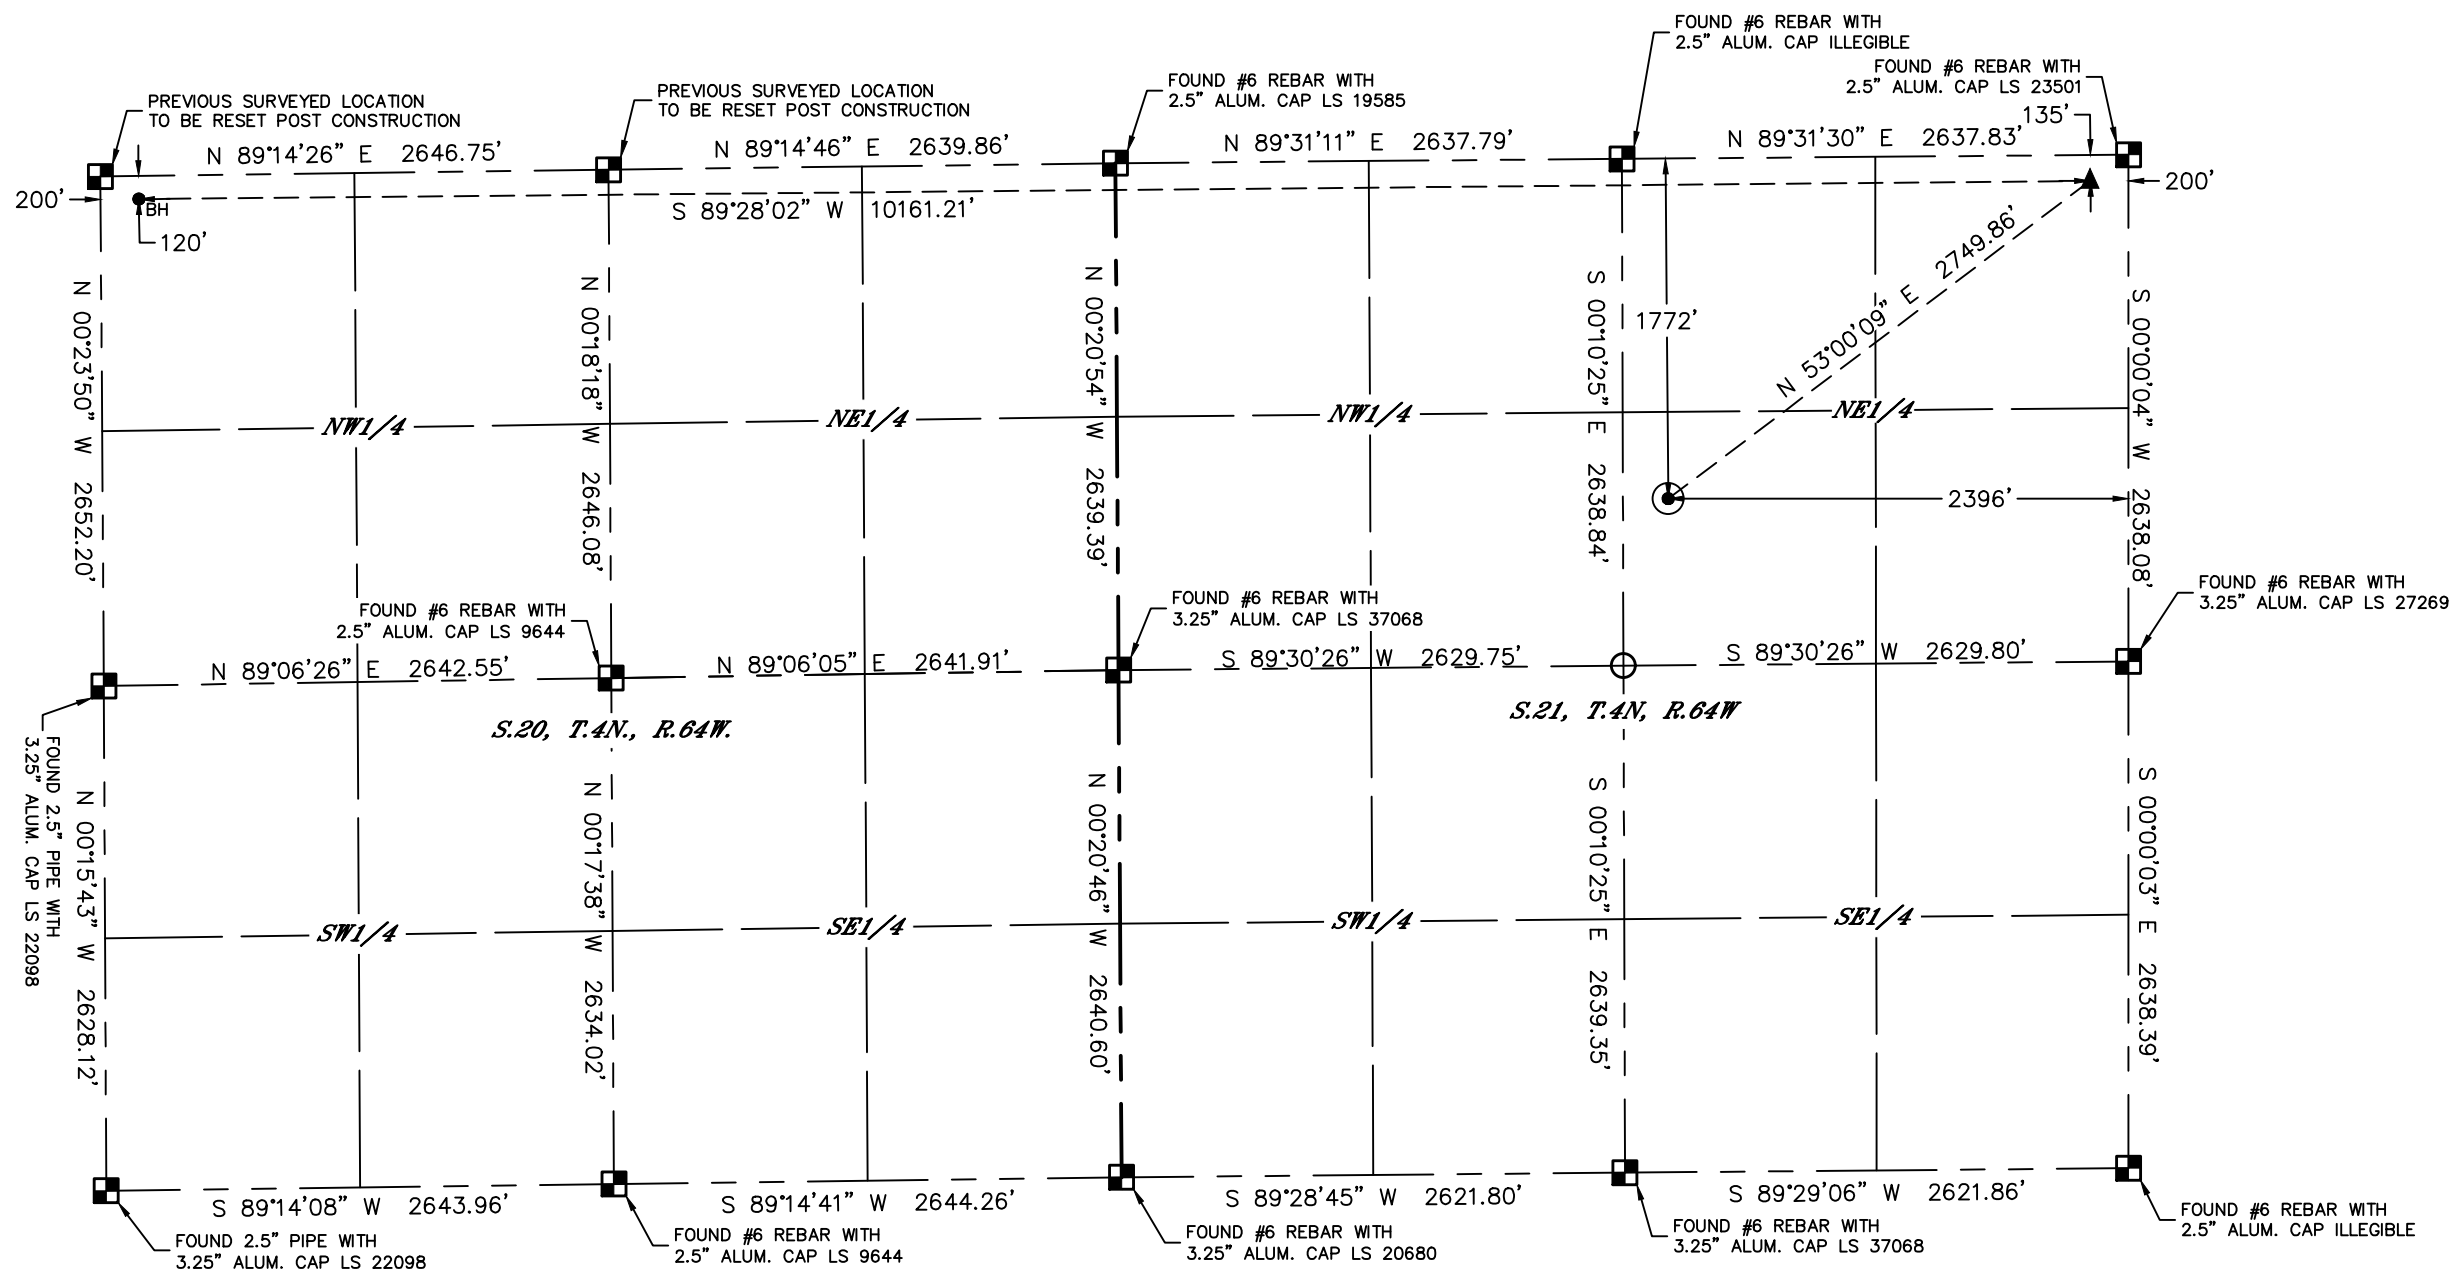 FOUND #6 REBAR WITH
2.5" ALUM. CAP ILLEGIBLE
FOUND #6 REBAR WITH
2.5" ALUM. CAP LS 23501
FOUND #6 REBAR WITH
2.5" ALUM. CAP LS 19585
PREVIOUS SURVEYED LOCATION
TO BE RESET POST CONSTRUCTION
PREVIOUS SURVEYED LOCATION
TO BE RESET POST CONSTRUCTION
N 89°14'26" E 2646.75'
N 89°14'46" E 2639.86'
N 89°31'11" E 2637.79'
N 89°31'30" E 2637.83'
135'
200'
BH
120'
S 89°28'02" W 10161.21'
200'
N 00°23'50" W 2652.20'
N 00°18'18" W 2646.08'
N 00°20'54" W 2639.39'
S 00°10'25" E 2638.84'
1772'
N 53°00'09" E 2749.86'
S 00°00'04" W 2638.08'
NW1/4
NE1/4
NW1/4
NE1/4
2396'
FOUND #6 REBAR WITH
2.5" ALUM. CAP LS 9644
FOUND #6 REBAR WITH
3.25" ALUM. CAP LS 37068
FOUND #6 REBAR WITH
3.25" ALUM. CAP LS 27269
N 89°06'26" E 2642.55'
N 89°06'05" E 2641.91'
S 89°30'26" W 2629.75'
S 89°30'26" W 2629.80'
S.20, T.4N., R.64W.
S.21, T.4N, R.64W
FOUND 2.5" PIPE WITH
3.25" ALUM. CAP LS 22098
N 00°15'43" W 2628.12'
N 00°17'38" W 2634.02'
N 00°20'46" W 2640.60'
S 00°10'25" E 2639.35'
S 00°00'03" E 2638.39'
SW1/4
SE1/4
SW1/4
SE1/4
S 89°14'08" W 2643.96'
S 89°14'41" W 2644.26'
S 89°28'45" W 2621.80'
S 89°29'06" W 2621.86'
FOUND 2.5" PIPE WITH
3.25" ALUM. CAP LS 22098
FOUND #6 REBAR WITH
2.5" ALUM. CAP LS 9644
FOUND #6 REBAR WITH
3.25" ALUM. CAP LS 20680
FOUND #6 REBAR WITH
3.25" ALUM. CAP LS 37068
FOUND #6 REBAR WITH
2.5" ALUM. CAP ILLEGIBLE